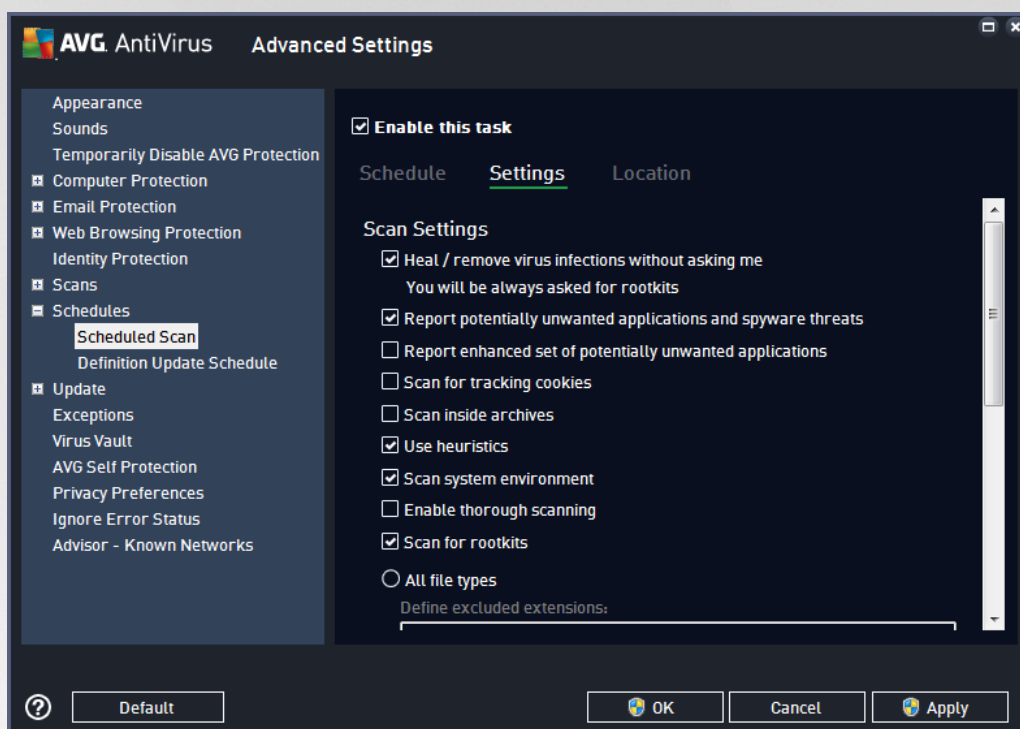 AVG. AntiVirus Advanced Settings
Appearance
Sounds
Temporarily Disable AVG Protection
Computer Protection
Email Protection
Web Browsing Protection
Identity Protection
Scans
Schedules
Scheduled Scan
Definition Update Schedule
Update
Exceptions
Virus Vault
AVG Self Protection
Privacy Preferences
Ignore Error Status
Advisor - Known Networks
Enable this task
Schedule Settings Location
Scan Settings
Heal / remove virus infections without asking me
You will be always asked for rootkits
Report potentially unwanted applications and spyware threats
Report enhanced set of potentially unwanted applications
Scan for tracking cookies
Scan inside archives
Use heuristics
Scan system environment
Enable thorough scanning
Scan for rootkits
All file types
Define excluded extensions:
? Default OK Cancel Apply